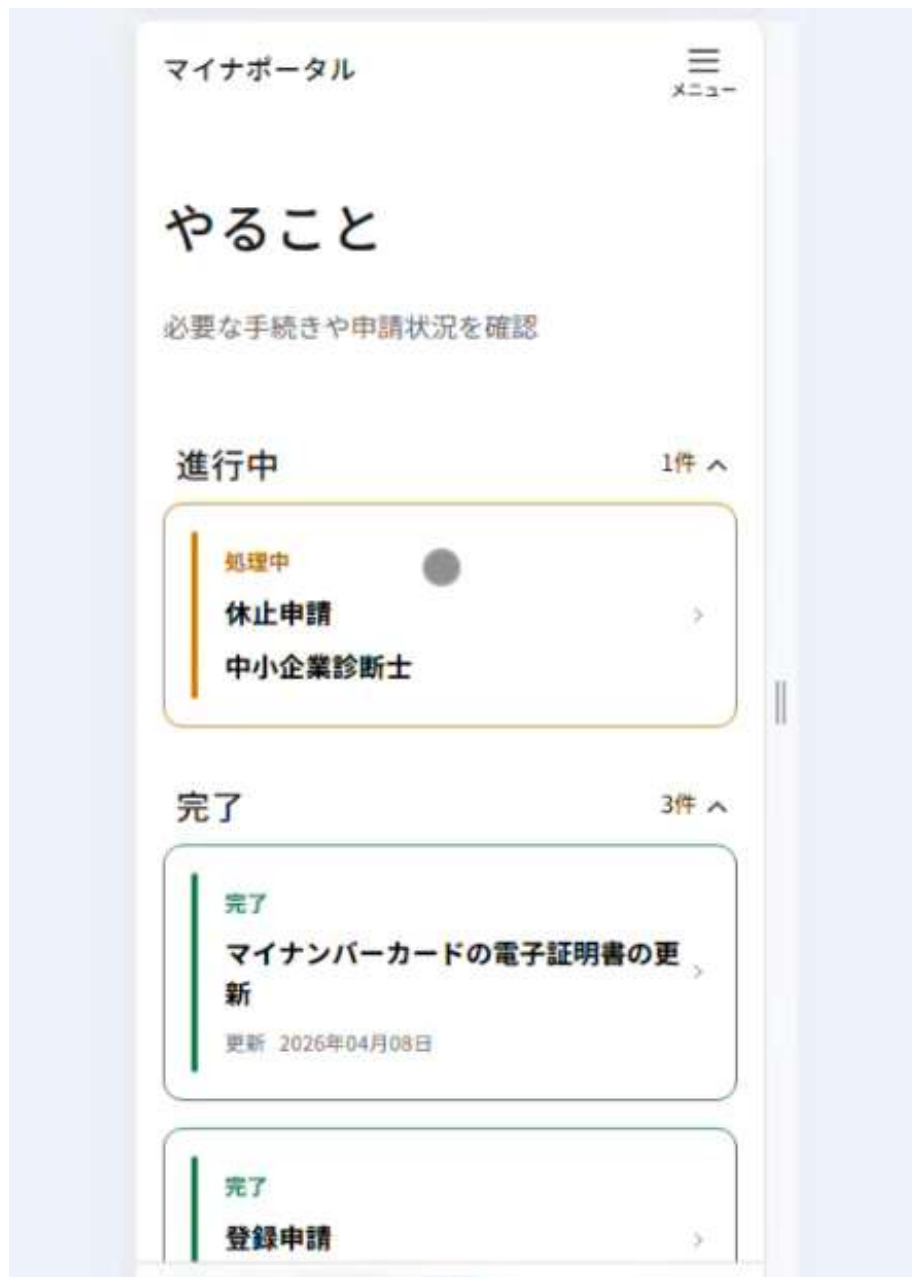 マイナポータル
メニュー
やること
必要な手続きや申請状況を確認
進行中 1件
処理中
休止申請
中小企業診断士
完了 3件
完了
マイナンバーカードの電子証明書の更
新
更新 2026年04月08日
完了
登録申請